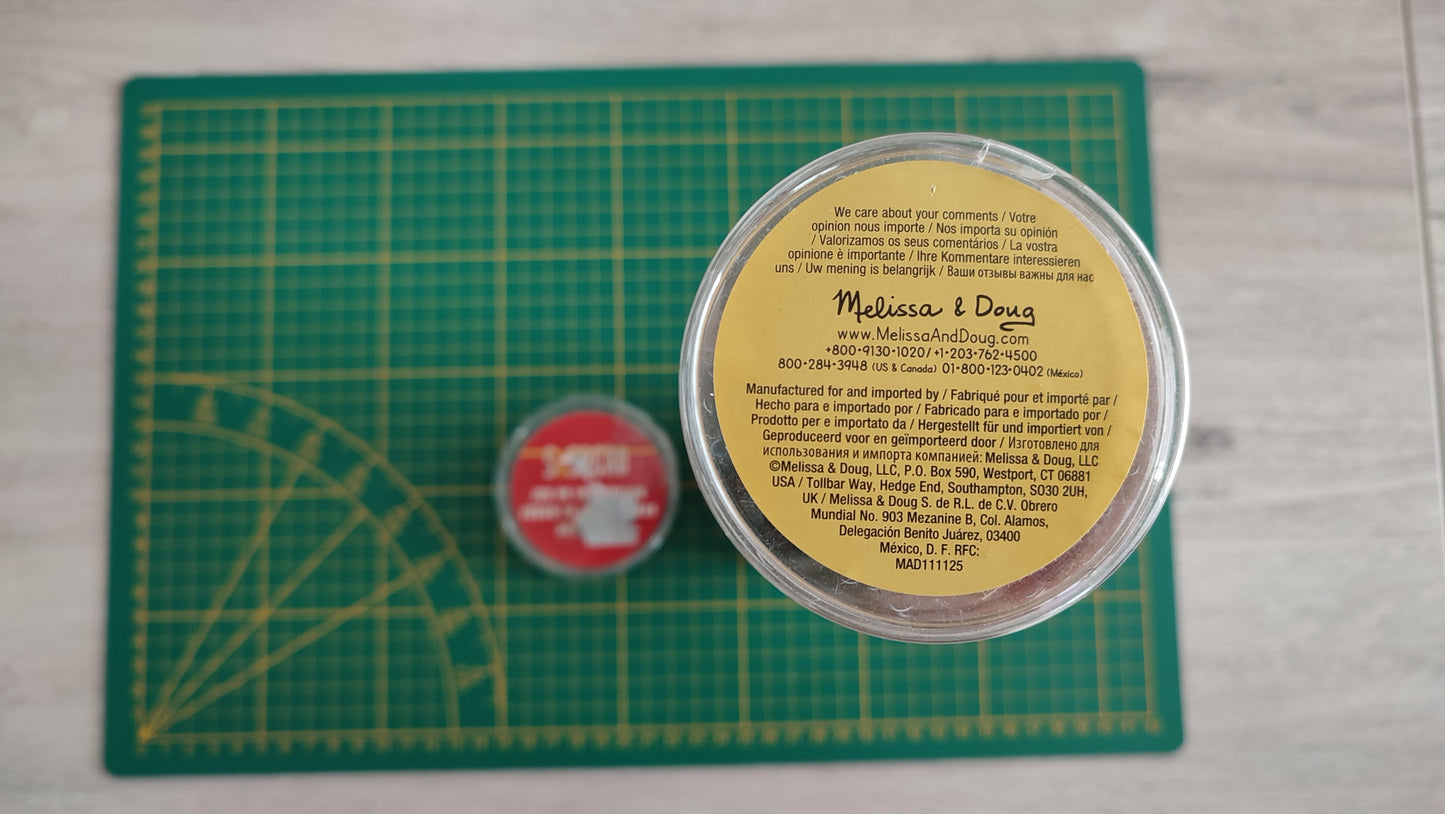 We care about your comments / Votre
opinion nous importe / Nos importa su opinión
/ Valorizamos os seus comentários / La vostra
opinione è importante / Ihre Kommentare interessieren
uns / Uw mening is belangrijk / Ваши отзывы важны для нас
Melissa & Doug
www.MelissaAndDoug.com
+800-9130-1020/+1-203-762-4500
800-284-3948 (US & Canada) 01-800-123-0402 (México)
Manufactured for and imported by / Fabriqué pour et importé par /
Hecho para e importado por / Fabricado para e importado por /
Prodotto per e importato da / Hergestellt für und importiert von /
Geproduceerd voor en geïmporteerd door / Изготовлено для
использования и импорта компанией: Melissa & Doug, LLC
©Melissa & Doug, LLC, P.O. Box 590, Westport, CT 06881
USA / Tollbar Way, Hedge End, Southampton, SO30 2UH,
UK / Melissa & Doug S. de R.L. de C.V. Obrero
Mundial No. 903 Mezanine B, Col. Alamos,
Delegación Benito Juárez, 03400
México, D. F. RFC:
MAD111125